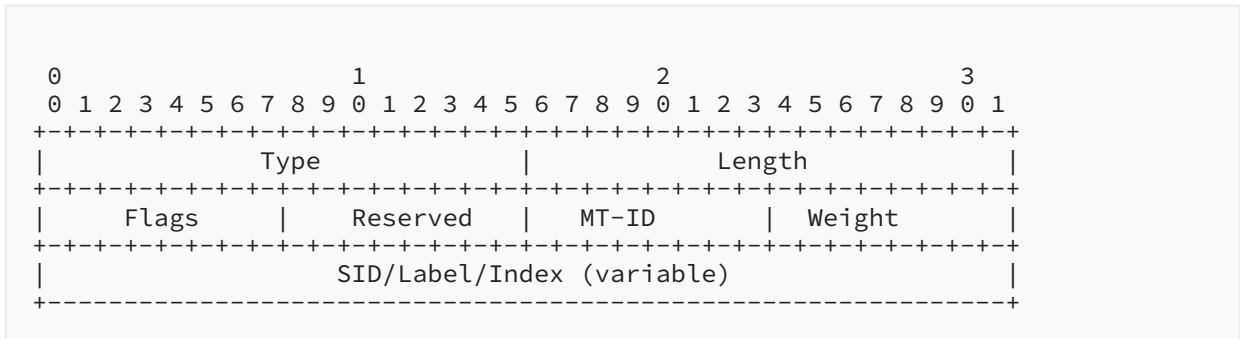 0                   1                   2                   3
 0 1 2 3 4 5 6 7 8 9 0 1 2 3 4 5 6 7 8 9 0 1 2 3 4 5 6 7 8 9 0 1
+-+-+-+-+-+-+-+-+-+-+-+-+-+-+-+-+-+-+-+-+-+-+-+-+-+-+-+-+-+-+-+-+
|              Type             |            Length             |
+-+-+-+-+-+-+-+-+-+-+-+-+-+-+-+-+-+-+-+-+-+-+-+-+-+-+-+-+-+-+-+-+
|     Flags     |    Reserved   |   MT-ID       |  Weight       |
+-+-+-+-+-+-+-+-+-+-+-+-+-+-+-+-+-+-+-+-+-+-+-+-+-+-+-+-+-+-+-+-+
|                   SID/Label/Index (variable)                  |
+---------------------------------------------------------------+